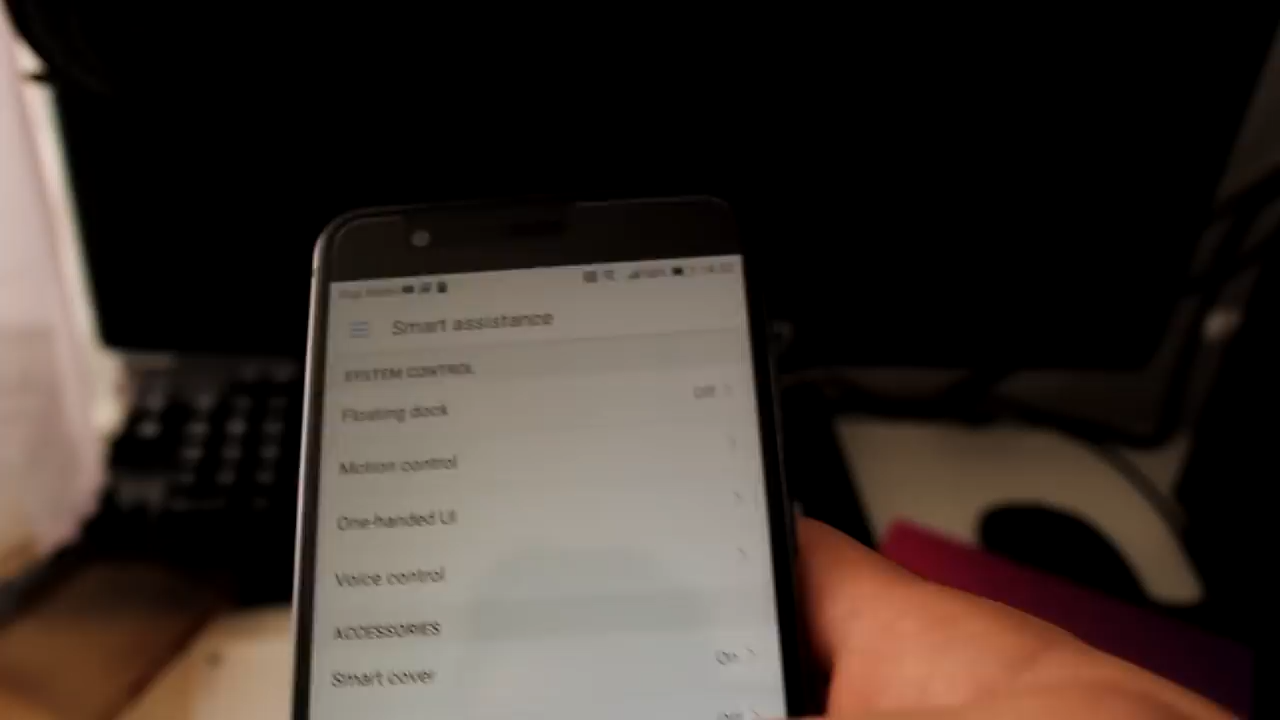 Smart assistance
SYSTEM CONTROL
Floating dock
Off
Motion control
One-handed UI
Voice control
ACCESSORIES
Smart cover
On